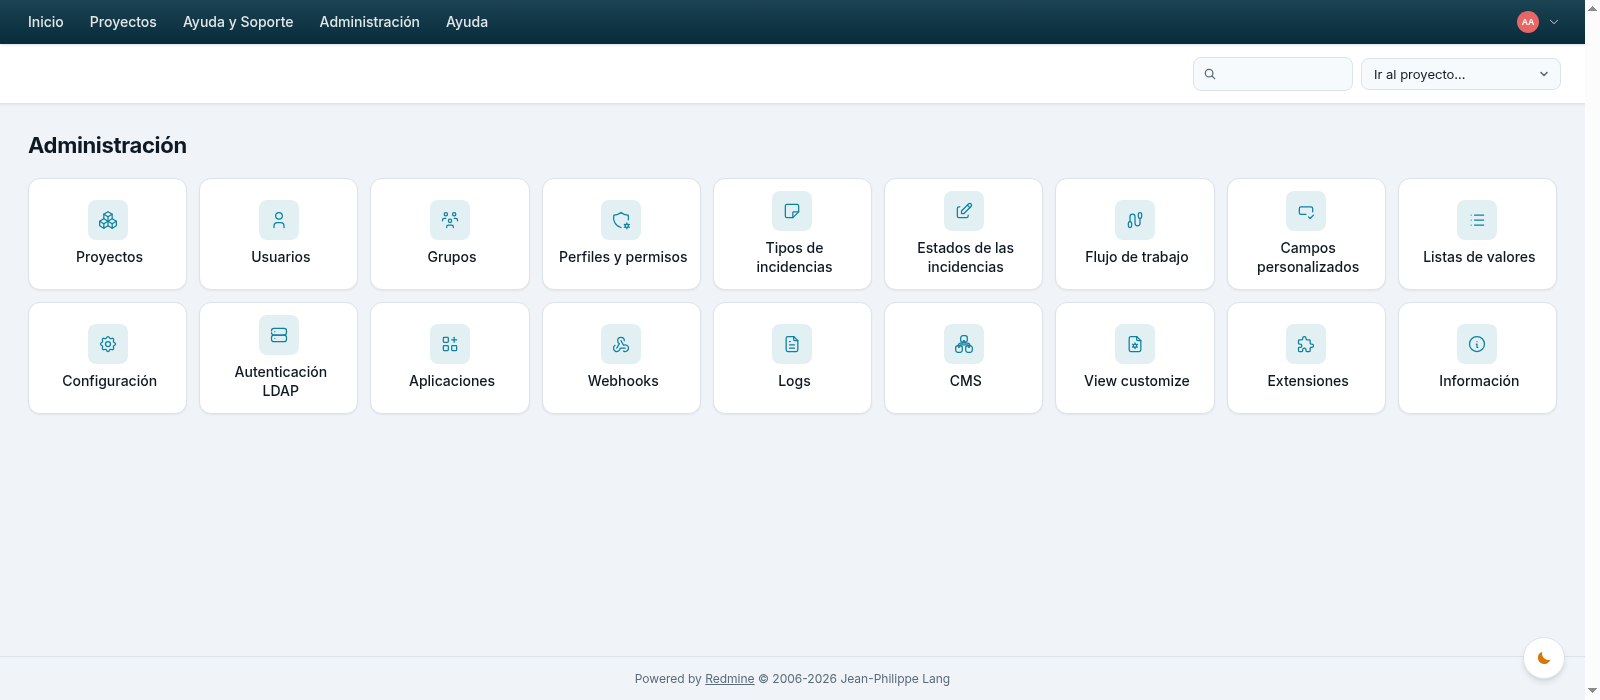 Inicio Proyectos Ayuda y Soporte Administración Ayuda AA
Ir al proyecto...
Administración
Proyectos Usuarios Grupos Perfiles y permisos Tipos de incidencias Estados de las incidencias Flujo de trabajo Campos personalizados Listas de valores
Configuración Autenticación LDAP Aplicaciones Webhooks Logs CMS View customize Extensiones Información
Powered by Redmine © 2006-2026 Jean-Philippe Lang